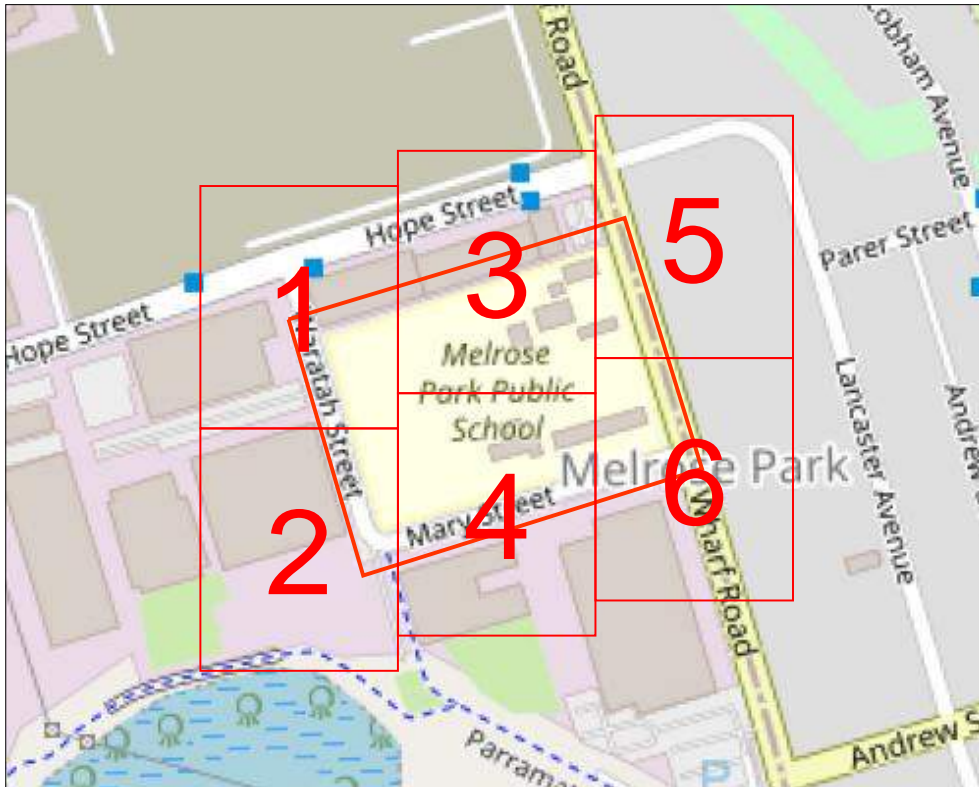 Road
Cobham Avenue
Hope Street
Parer Street
5
3
1
Hope Street
Waratah Street
Melrose
Park Public
School
Lancaster Avenue
Andrew
Melrose Park
6
4
2
Mary Street
Wharf Road
Andrew S
Parrama
P